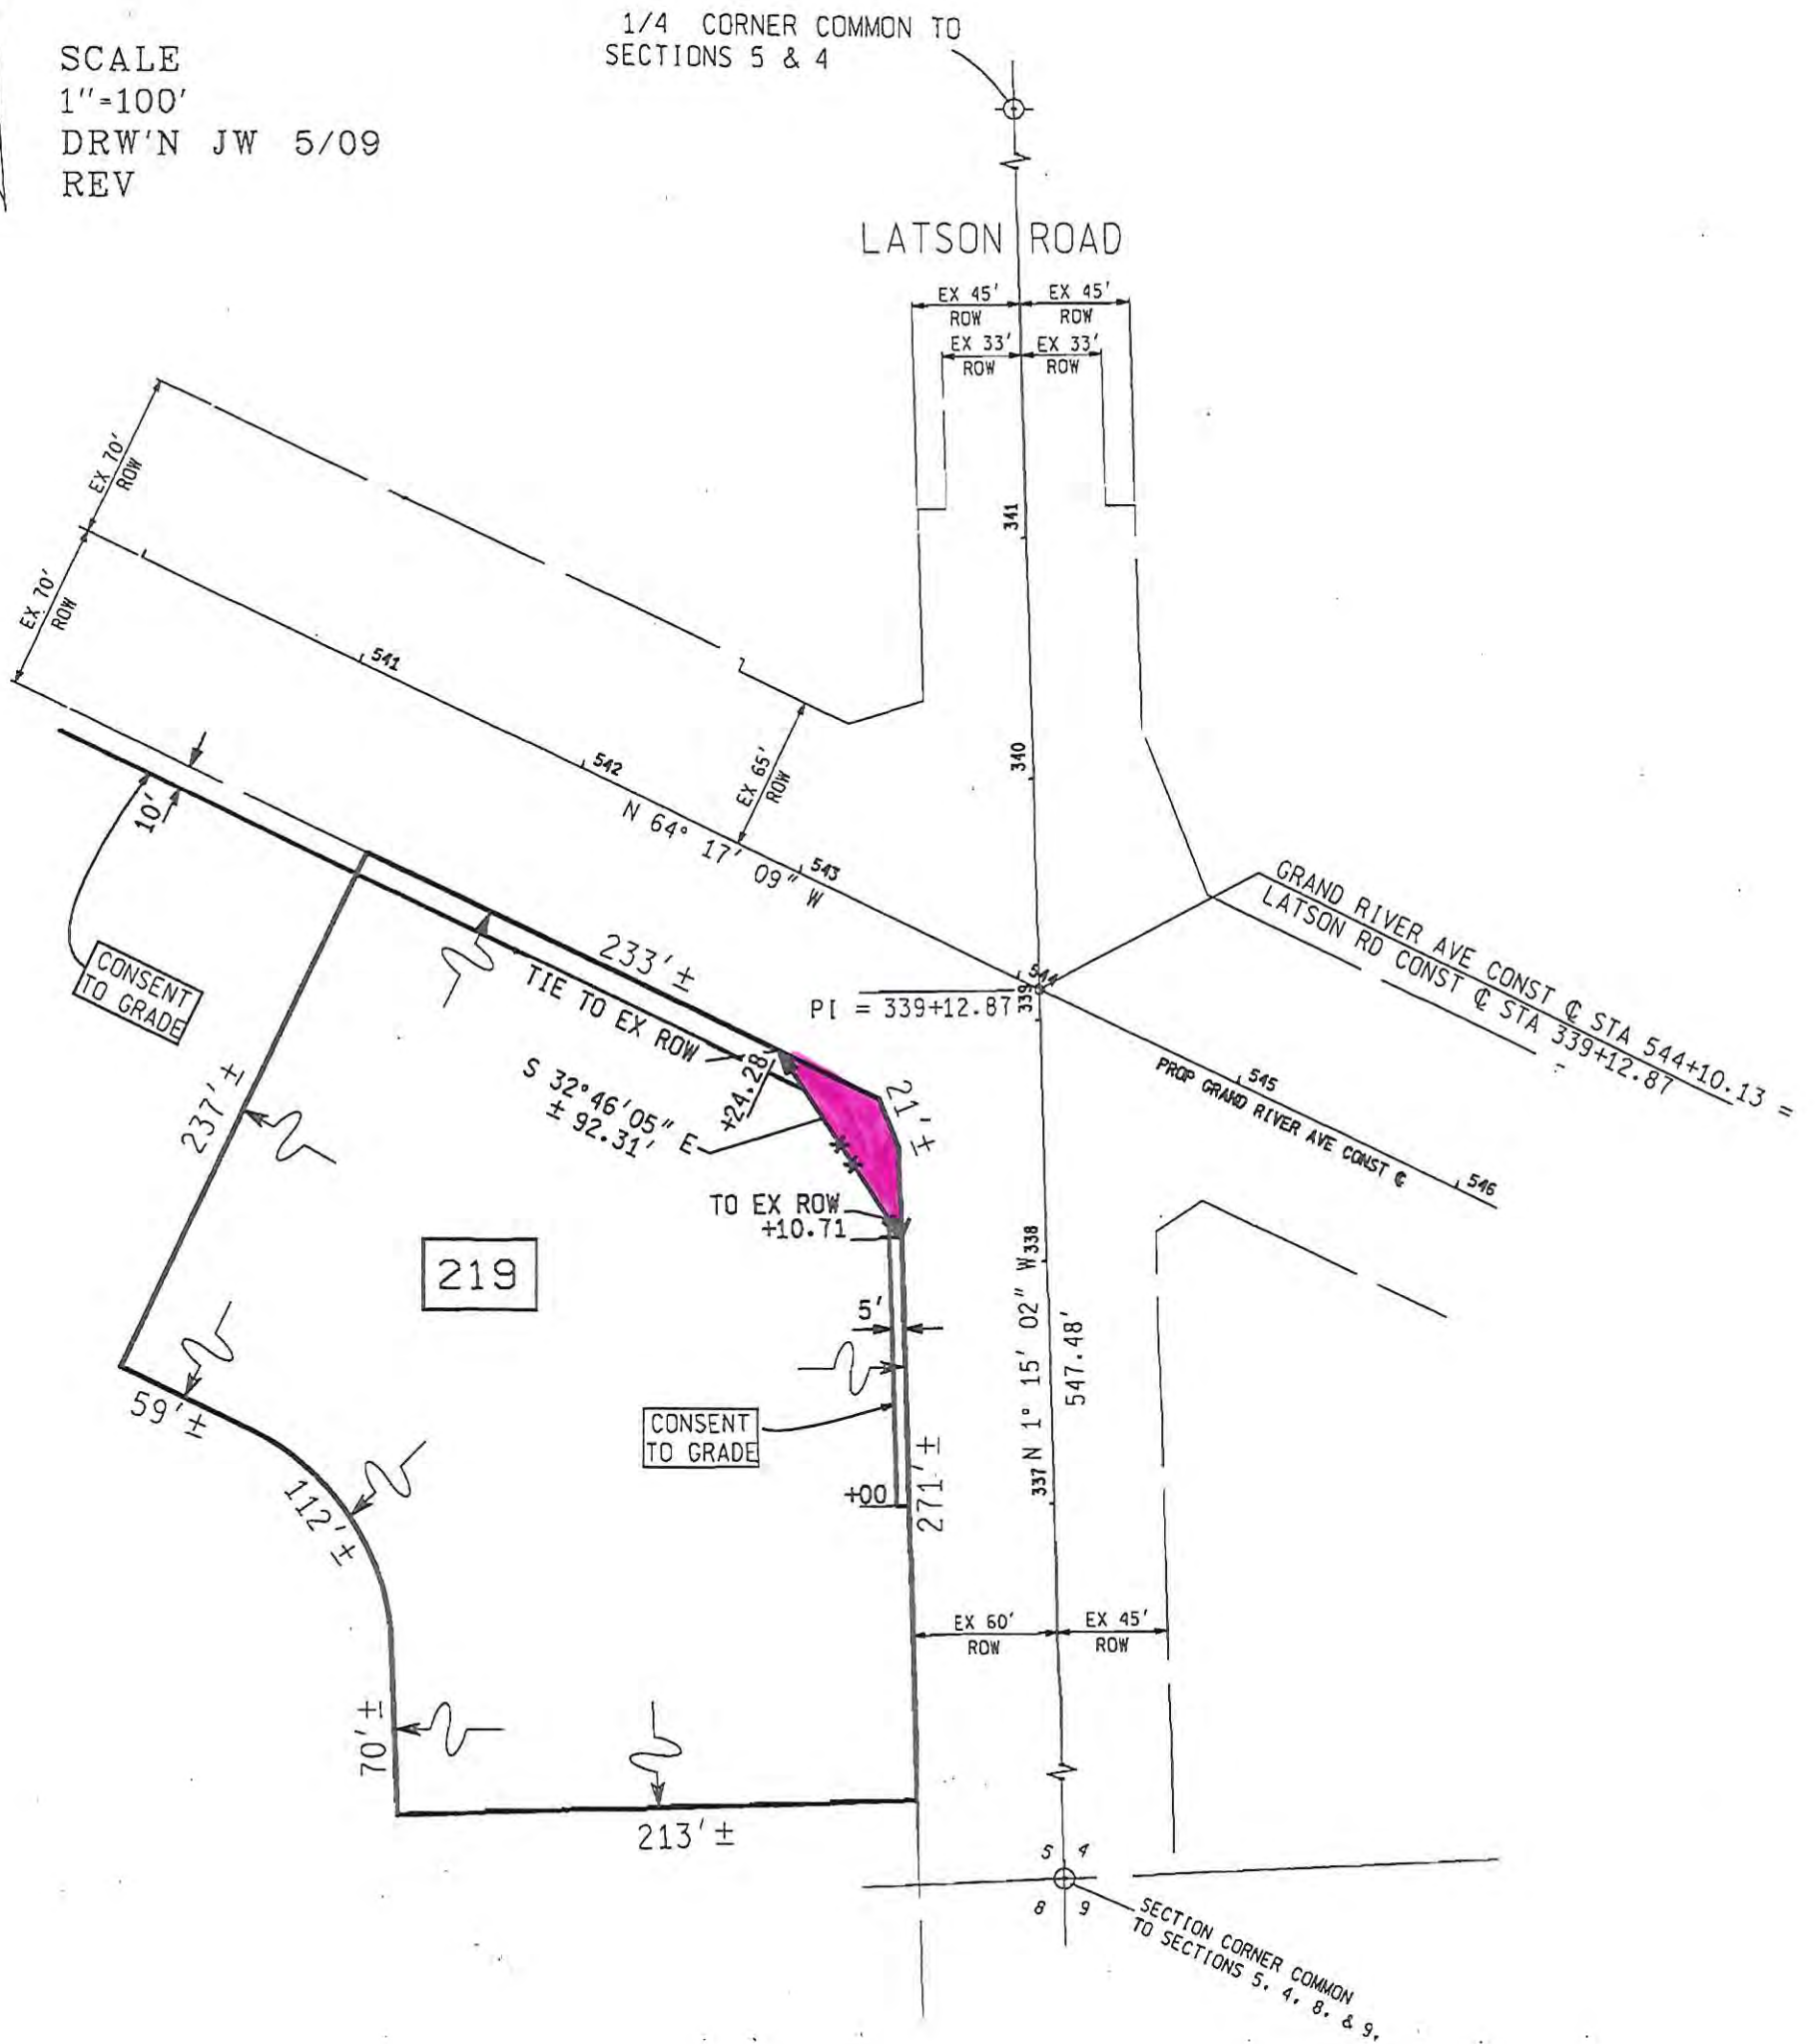 SCALE
1"=100'
DRW'N JW 5/09
REV
1/4 CORNER COMMON TO
SECTIONS 5 & 4
LATSON ROAD
EX 45'
ROW
EX 45'
ROW
EX 33'
ROW
EX 33'
ROW
EX 70'
ROW
EX 70'
ROW
341
340
541
542
543
544
EX 65'
ROW
N 64° 17' 09" W
10'
CONSENT
TO GRADE
233'±
TIE TO EX ROW
PI = 339+12.87
339
GRAND RIVER AVE CONST ℄ STA 544+10.13 =
LATSON RD CONST ℄ STA 339+12.87
S 32°46'05" E
± 92.31'
+24.28
21'±
545
PROP GRAND RIVER AVE CONST ℄
546
237'±
TO EX ROW
+10.71
219
338
5'
N 1° 15' 02" W
547.48'
59'±
CONSENT
TO GRADE
337
112'±
+00
271'±
EX 60'
ROW
EX 45'
ROW
70'±
213'±
5 4
8 9
SECTION CORNER COMMON
TO SECTIONS 5, 4, 8, & 9,